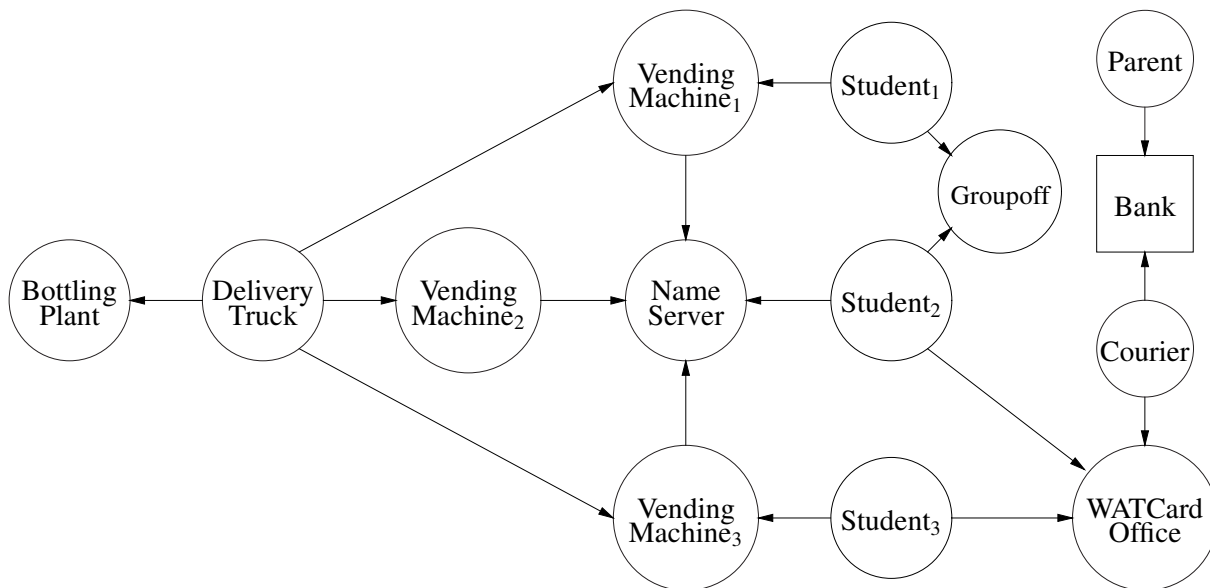 Parent
Vending
Machine₁
Student₁
Groupoff
Bank
Bottling
Plant
Delivery
Truck
Vending
Machine₂
Name
Server
Student₂
Courier
Vending
Machine₃
Student₃
WATCard
Office